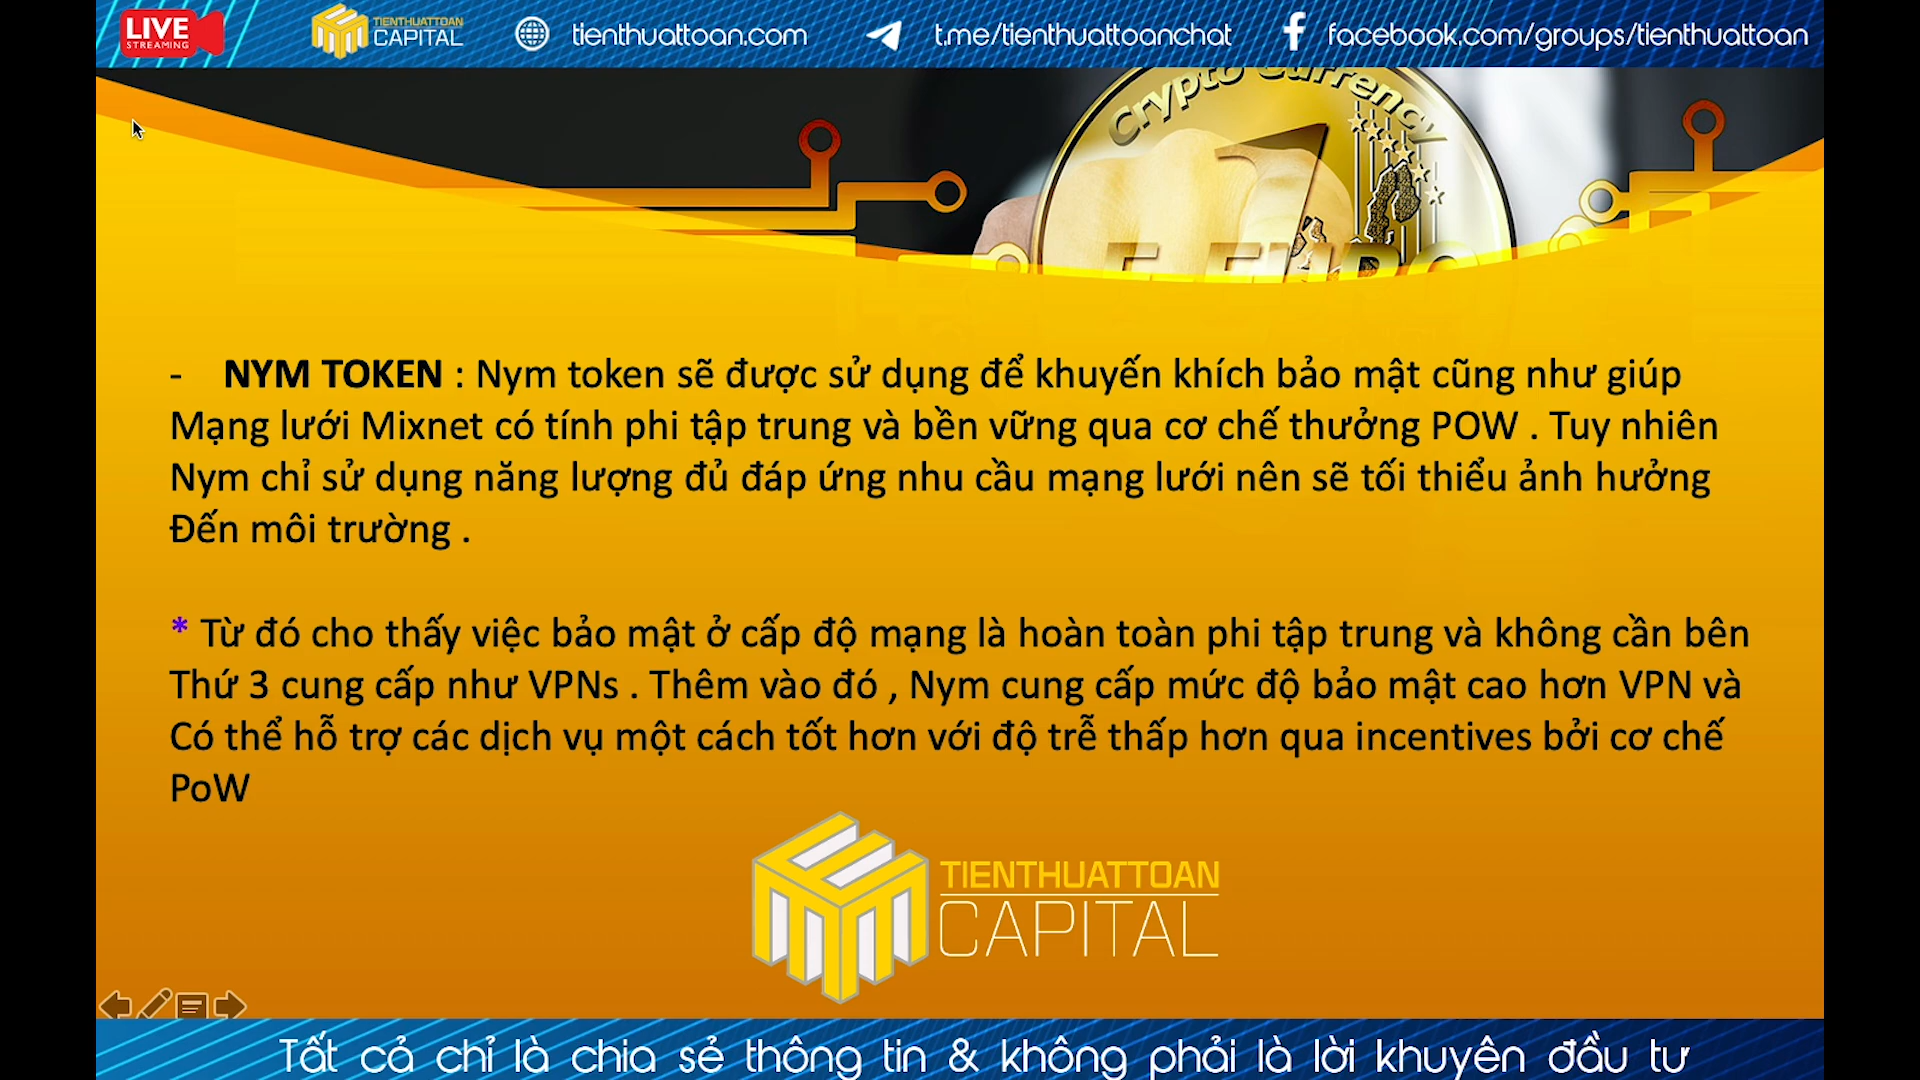 LIVE
STREAMING
TIENTHUATTOAN
CAPITAL
tienthuattoan.com
t.me/tienthuattoanchat
facebook.com/groups/tienthuattoan
Crypto Currency
- NYM TOKEN : Nym token sẽ được sử dụng để khuyến khích bảo mật cũng như giúp
Mạng lưới Mixnet có tính phi tập trung và bền vững qua cơ chế thưởng POW . Tuy nhiên
Nym chỉ sử dụng năng lượng đủ đáp ứng nhu cầu mạng lưới nên sẽ tối thiểu ảnh hưởng
Đến môi trường .
* Từ đó cho thấy việc bảo mật ở cấp độ mạng là hoàn toàn phi tập trung và không cần bên
Thứ 3 cung cấp như VPNs . Thêm vào đó , Nym cung cấp mức độ bảo mật cao hơn VPN và
Có thể hỗ trợ các dịch vụ một cách tốt hơn với độ trễ thấp hơn qua incentives bởi cơ chế
PoW
TIENTHUATTOAN
CAPITAL
Tất cả chỉ là chia sẻ thông tin & không phải là lời khuyên đầu tư